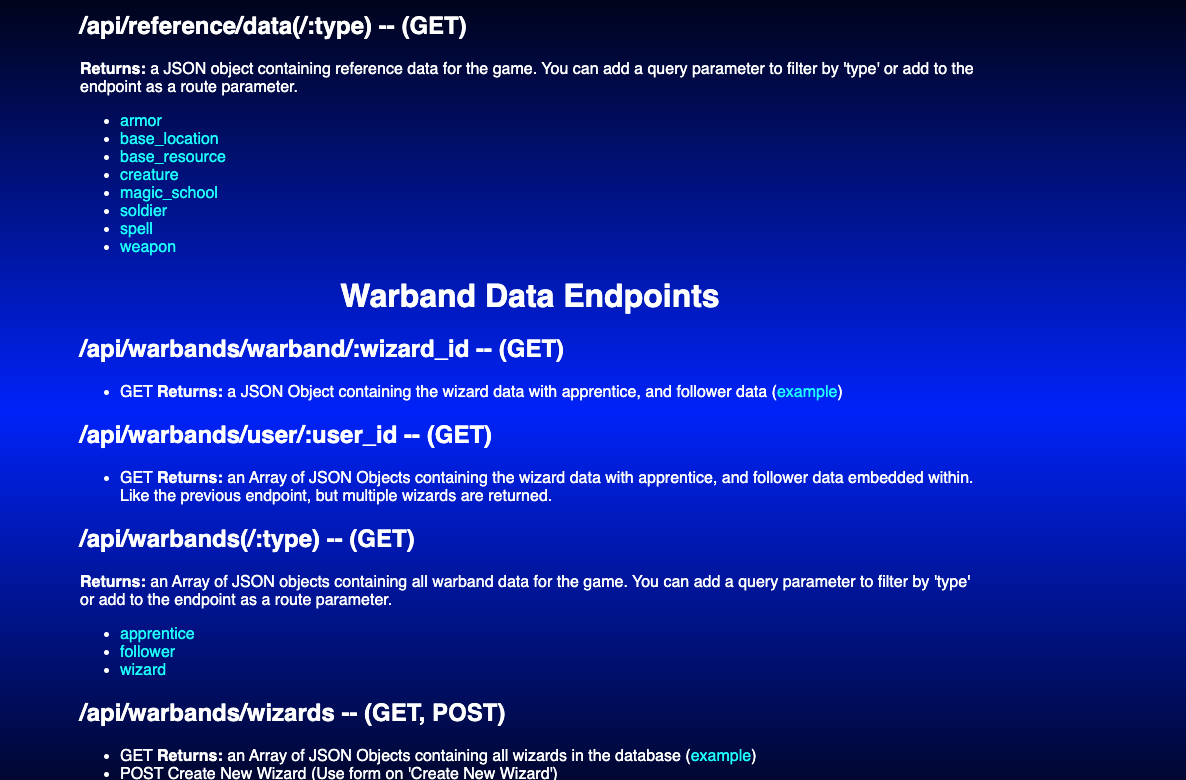 /api/reference/data(/:type) -- (GET)
Returns: a JSON object containing reference data for the game. You can add a query parameter to filter by 'type' or add to the
endpoint as a route parameter.
armor
base_location
base_resource
creature
magic_school
soldier
spell
weapon
Warband Data Endpoints
/api/warbands/warband/:wizard_id -- (GET)
GET Returns: a JSON Object containing the wizard data with apprentice, and follower data (example)
/api/warbands/user/:user_id -- (GET)
GET Returns: an Array of JSON Objects containing the wizard data with apprentice, and follower data embedded within.
Like the previous endpoint, but multiple wizards are returned.
/api/warbands(/:type) -- (GET)
Returns: an Array of JSON objects containing all warband data for the game. You can add a query parameter to filter by 'type'
or add to the endpoint as a route parameter.
apprentice
follower
wizard
/api/warbands/wizards -- (GET, POST)
GET Returns: an Array of JSON Objects containing all wizards in the database (example)
POST Create New Wizard (Use form on 'Create New Wizard')